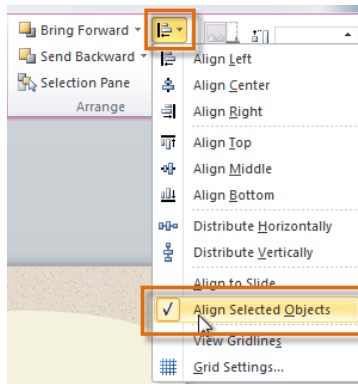 Bring Forward
Send Backward
Selection Pane
Arrange
Align Left
Align Center
Align Right
Align Top
Align Middle
Align Bottom
Distribute Horizontally
Distribute Vertically
Align to Slide
Align Selected Objects
View Gridlines
Grid Settings...